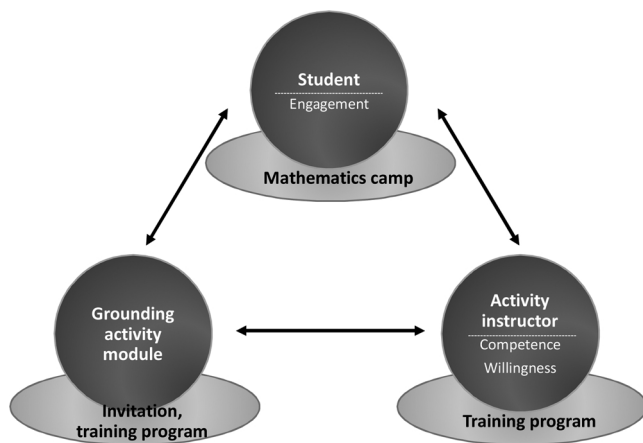 Student
Engagement
Mathematics camp
Grounding
activity
module
Invitation,
training program
Activity
instructor
Competence
Willingness
Training program